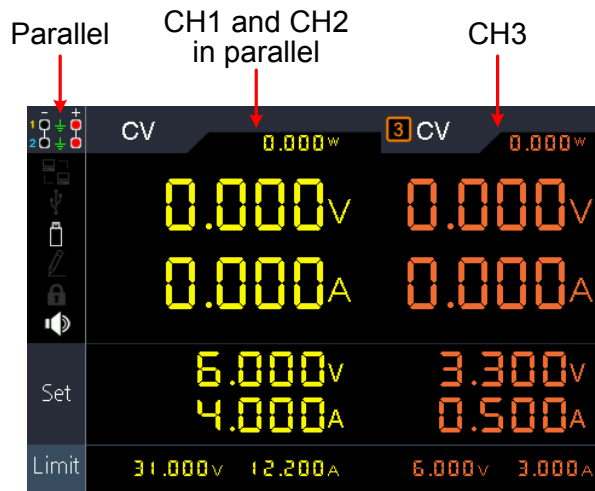 Parallel
CH1 and CH2
in parallel
CH3
- +
1
2
CV
0.000W
3 CV
0.000W
0.000V
0.000V
0.000A
0.000A
Set
6.000V
4.000A
3.300V
0.500A
Limit
31.000V 12.200A
6.000V 3.000A